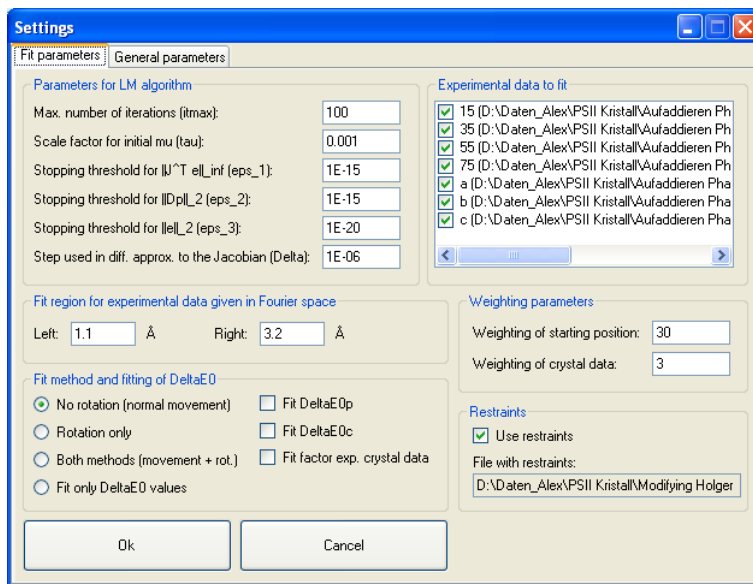 Settings
Fit parameters
General parameters
Parameters for LM algorithm
Max. number of iterations (itmax):
100
Scale factor for initial mu (tau):
0.001
Stopping threshold for ||J^T e||_inf (eps_1):
1E-15
Stopping threshold for ||Dp||_2 (eps_2):
1E-15
Stopping threshold for ||e||_2 (eps_3):
1E-20
Step used in diff. approx. to the Jacobian (Delta):
1E-06
Experimental data to fit
15 (D:\Daten_Alex\PSII Kristall\Aufaddieren Ph
35 (D:\Daten_Alex\PSII Kristall\Aufaddieren Ph
55 (D:\Daten_Alex\PSII Kristall\Aufaddieren Ph
75 (D:\Daten_Alex\PSII Kristall\Aufaddieren Ph
a (D:\Daten_Alex\PSII Kristall\Aufaddieren Pha
b (D:\Daten_Alex\PSII Kristall\Aufaddieren Pha
c (D:\Daten_Alex\PSII Kristall\Aufaddieren Pha
Fit region for experimental data given in Fourier space
Left: 1.1 Å Right: 3.2 Å
Weighting parameters
Weighting of starting position: 30
Weighting of crystal data: 3
Fit method and fitting of DeltaE0
No rotation (normal movement)
Rotation only
Both methods (movement + rot.)
Fit only DeltaE0 values
Fit DeltaE0p
Fit DeltaE0c
Fit factor exp. crystal data
Restraints
Use restraints
File with restraints:
D:\Daten_Alex\PSII Kristall\Modifying Holger
Ok
Cancel